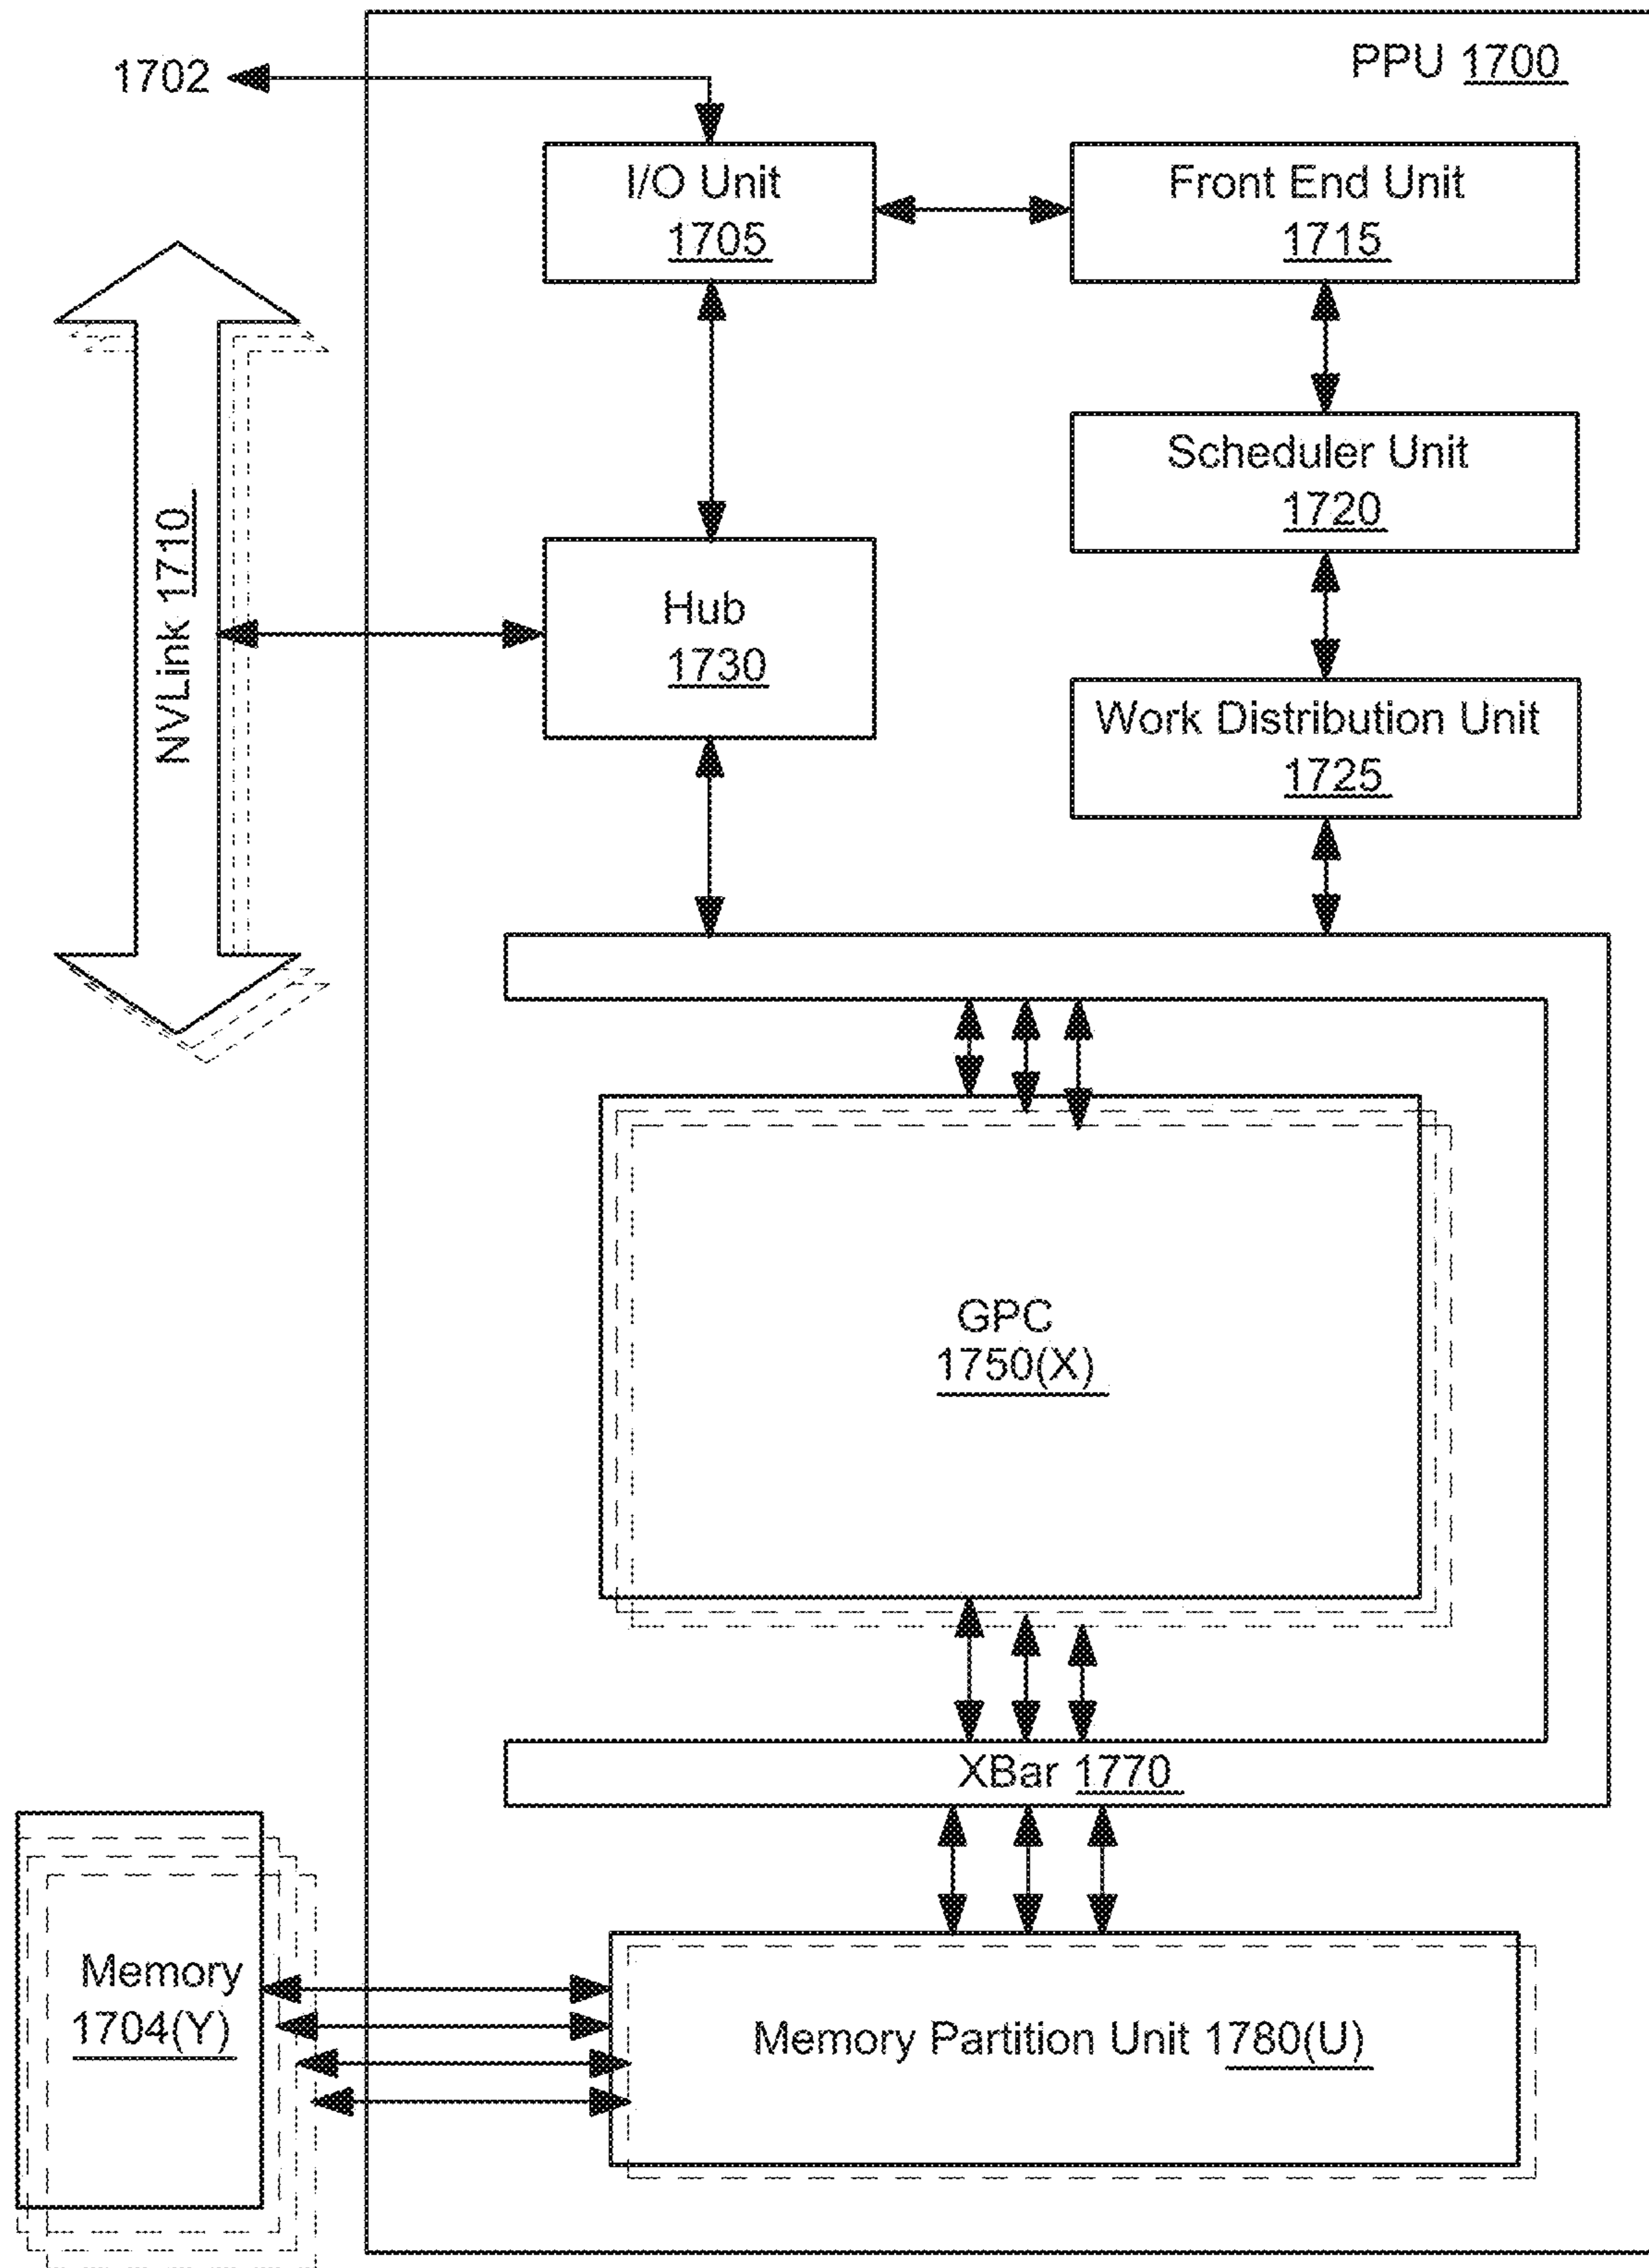 PPU 1700
1702
I/O Unit
1705
Front End Unit
1715
Scheduler Unit
1720
NVLink 1710
Hub
1730
Work Distribution Unit
1725
GPC
1750(X)
XBar 1770
Memory
1704(Y)
Memory Partition Unit 1780(U)